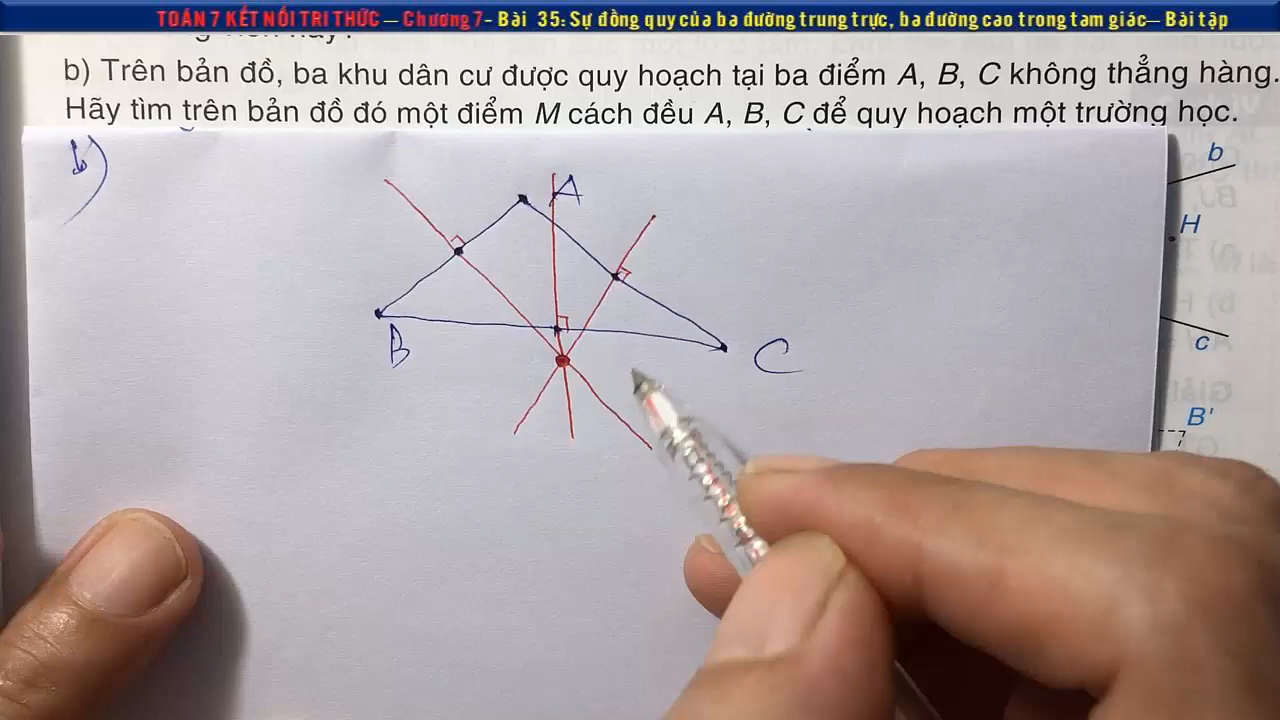 TOÁN 7 KẾT NỐI TRI THỨC – Chương 7- Bài 35: Sự đồng quy của ba đường trung trực, ba đường cao trong tam giác– Bài tập
b) Trên bản đồ, ba khu dân cư được quy hoạch tại ba điểm A, B, C không thẳng hàng.
Hãy tìm trên bản đồ đó một điểm M cách đều A, B, C để quy hoạch một trường học.
b)
b
A
H
B
C
c
B'